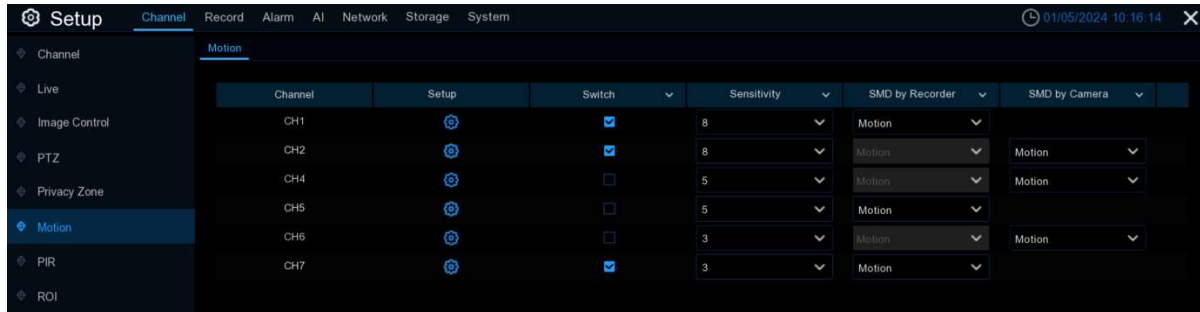 Setup Channel Record Alarm AI Network Storage System 01/05/2024 10:16:14
Channel
Motion
Live
Image Control
PTZ
Privacy Zone
Motion
PIR
ROI
Channel Setup Switch Sensitivity SMD by Recorder SMD by Camera
CH1 8 Motion
CH2 8 Motion Motion
CH4 5 Motion Motion
CH5 5 Motion
CH6 3 Motion Motion
CH7 3 Motion